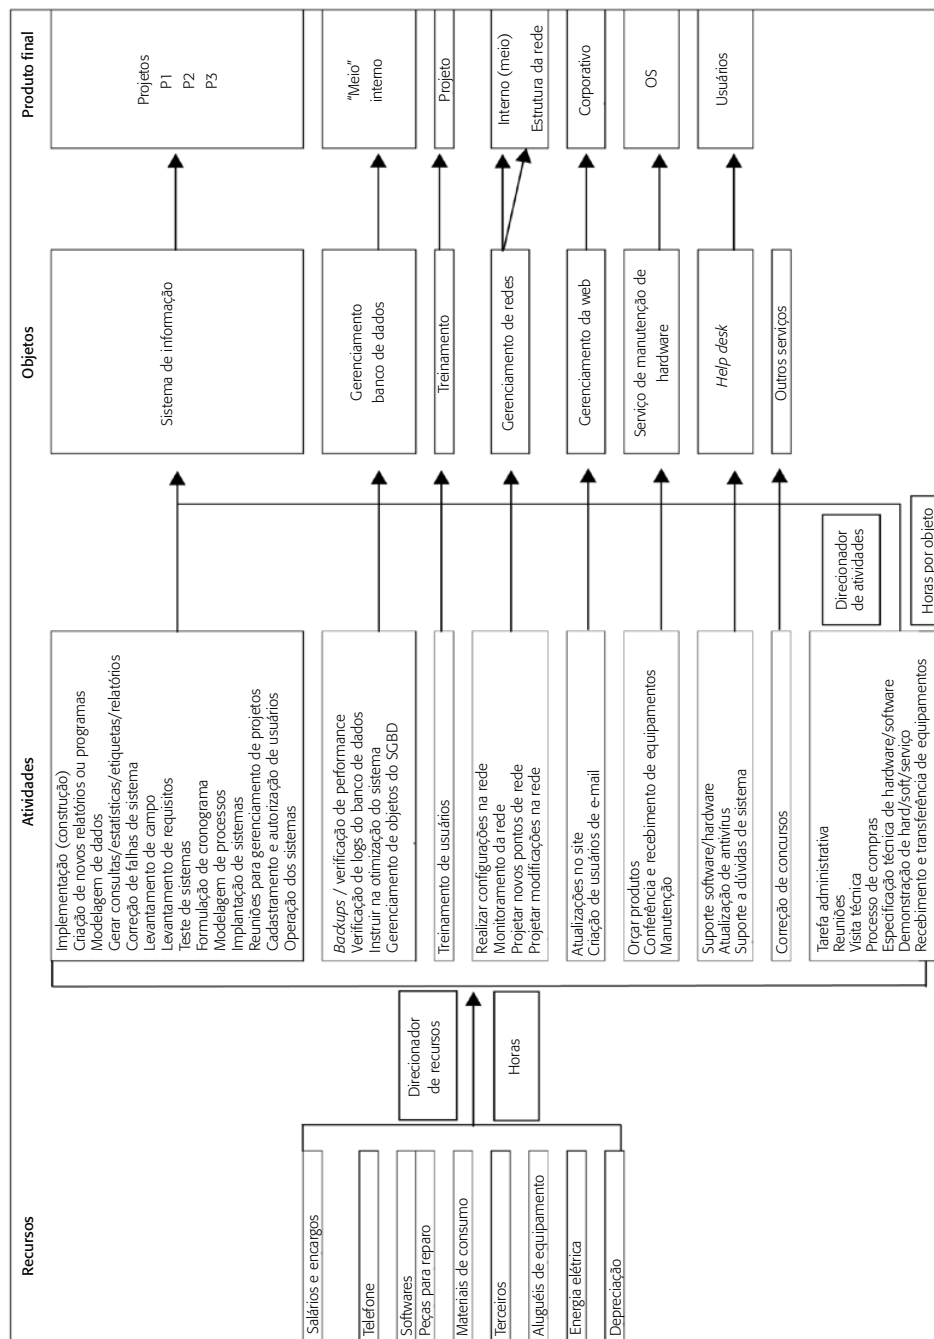 Recursos
Salários e encargos
Telefone
Softwares
Peças para reparo
Materiais de consumo
Terceiros
Aluguéis de equipamento
Energia elétrica
Depreciação
Direcionador
de recursos
Horas
Atividades
Implementação (construção)
Criação de novos relatórios ou programas
Modelagem de dados
Gerar consultas/estatísticas/etiquetas/relatórios
Correção de falhas de sistema
Levantamento de campo
Levantamento de requisitos
Teste de sistemas
Formulação de cronograma
Modelagem de processos
Implantação de sistemas
Reuniões para gerenciamento de projetos
Cadastramento e autorização de usuários
Operação dos sistemas
Backups / verificação de performance
Verificação de logs do banco de dados
Instruir na otimização do sistema
Gerenciamento de objetos do SGBD
Treinamento de usuários
Realizar configurações na rede
Monitoramento da rede
Projetar novos pontos de rede
Projetar modificações na rede
Atualizações no site
Criação de usuários de e-mail
Orçar produtos
Conferência e recebimento de equipamentos
Manutenção
Suporte software/hardware
Atualização de antivírus
Suporte a dúvidas de sistema
Correção de concursos
Tarefa administrativa
Reuniões
Visita técnica
Processo de compras
Especificação técnica de hardware/software
Demonstração de hard/soft/serviço
Recebimento e transferência de equipamentos
Direcionador
de atividades
Horas por objeto
Objetos
Sistema de informação
Gerenciamento
banco de dados
Treinamento
Gerenciamento de redes
Gerenciamento da web
Serviço de manutenção de
hardware
Help desk
Outros serviços
Produto final
Projetos
P1
P2
P3
"Meio"
interno
Projeto
Interno (meio)
Estrutura da rede
Corporativo
OS
Usuários